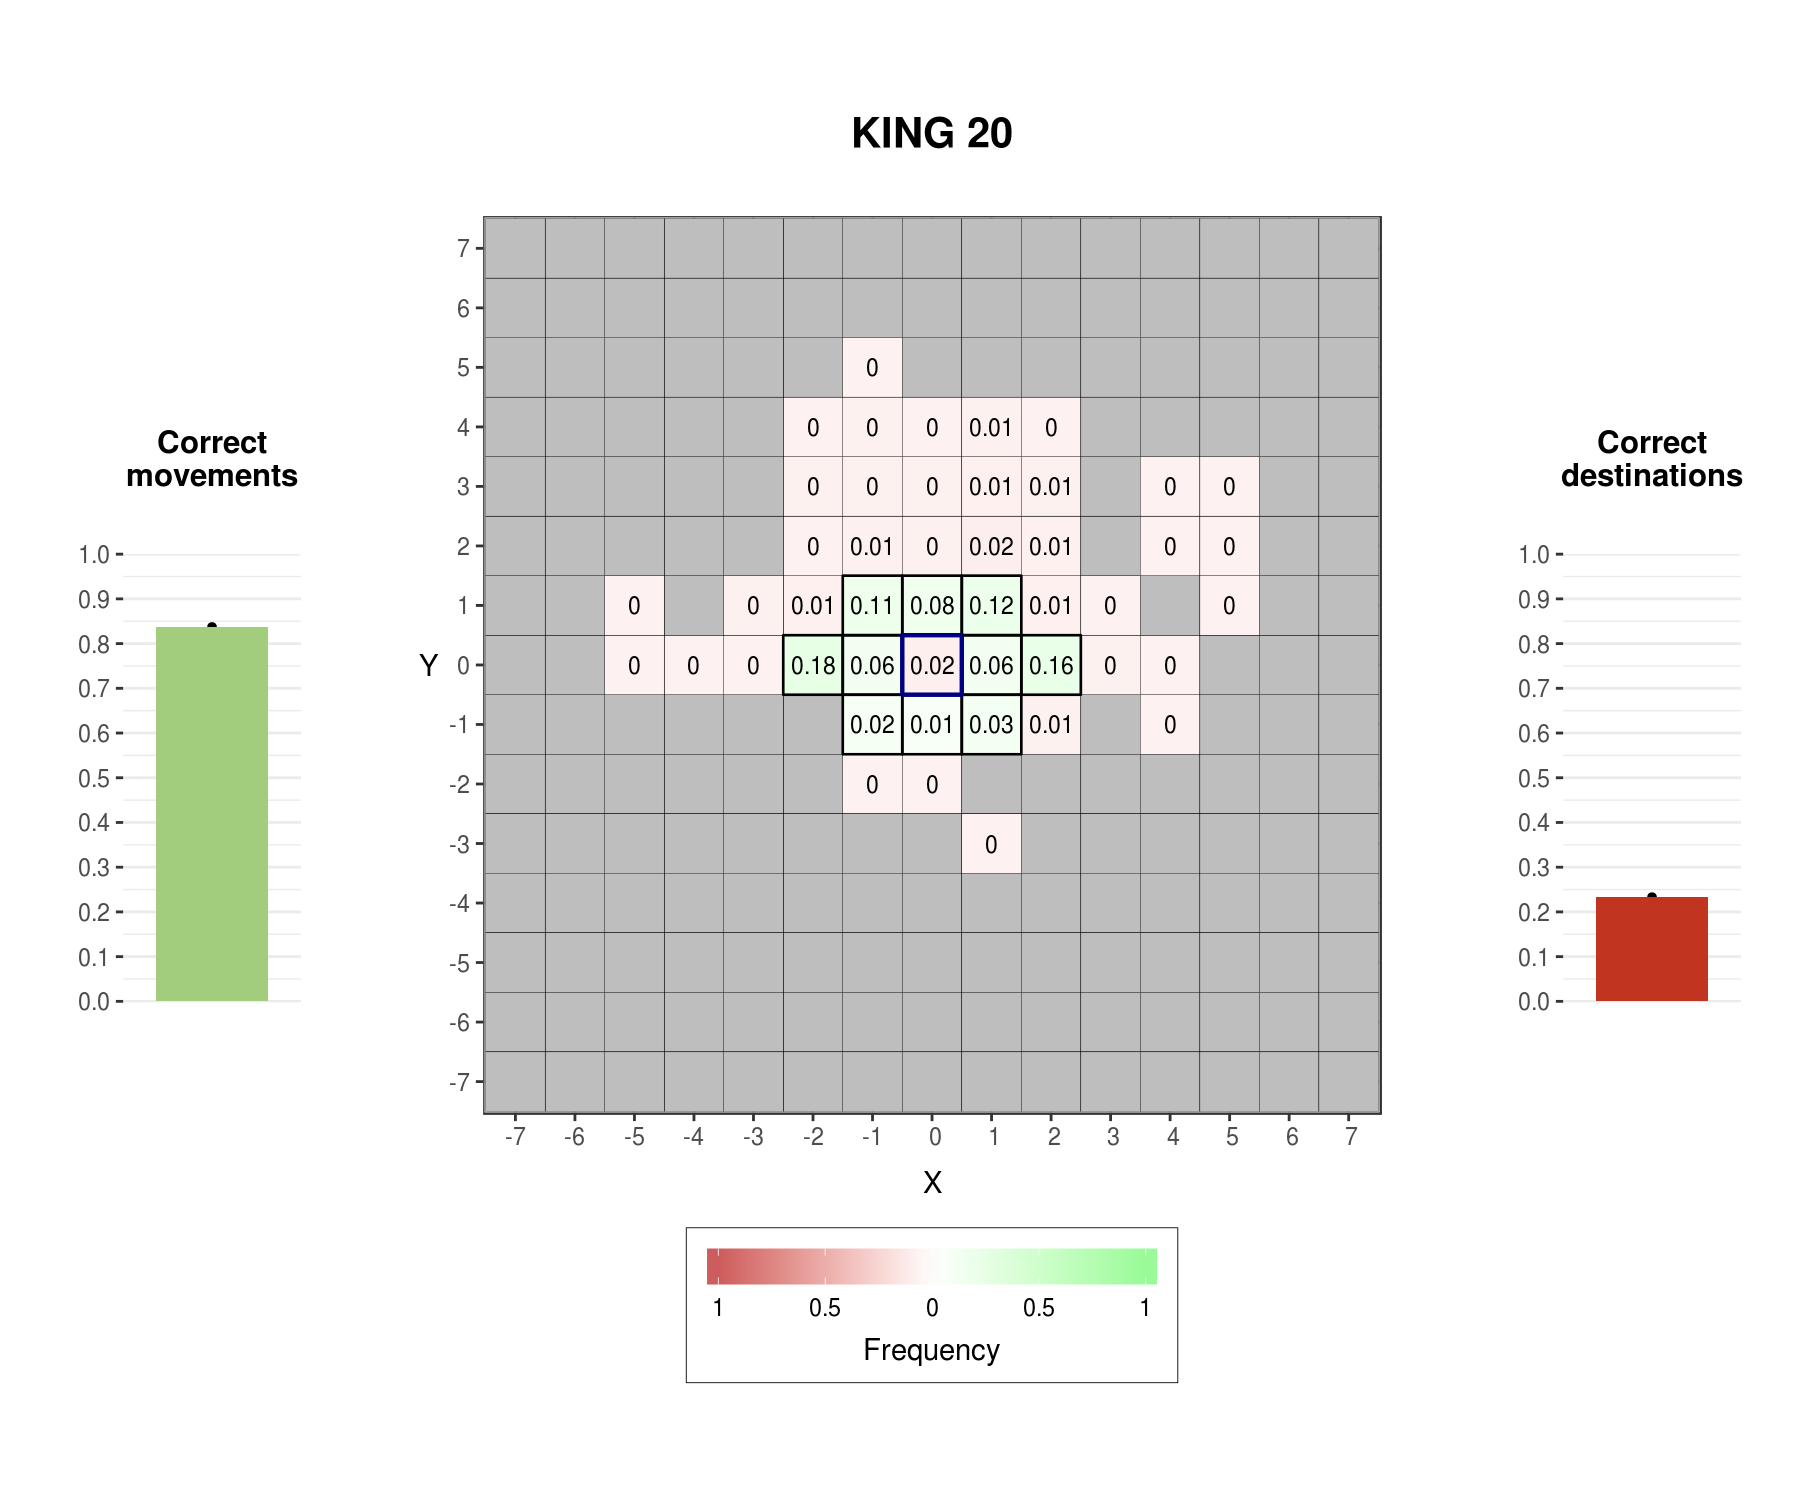 KING 20
Correct
movements
1.0
0.9
0.8
0.7
0.6
0.5
0.4
0.3
0.2
0.1
0.0
Y
7
6
5 0
4 0 0 0 0.01 0
3 0 0 0 0.01 0.01 0 0
2 0 0.01 0 0.02 0.01 0 0
1 0 0 0.01 0.11 0.08 0.12 0.01 0 0
0 0 0 0 0.18 0.06 0.02 0.06 0.16 0 0
-1 0.02 0.01 0.03 0.01 0
-2 0 0
-3 0
-4
-5
-6
-7
-7 -6 -5 -4 -3 -2 -1 0 1 2 3 4 5 6 7
X
1 0.5 0 0.5 1
Frequency
Correct
destinations
1.0
0.9
0.8
0.7
0.6
0.5
0.4
0.3
0.2
0.1
0.0